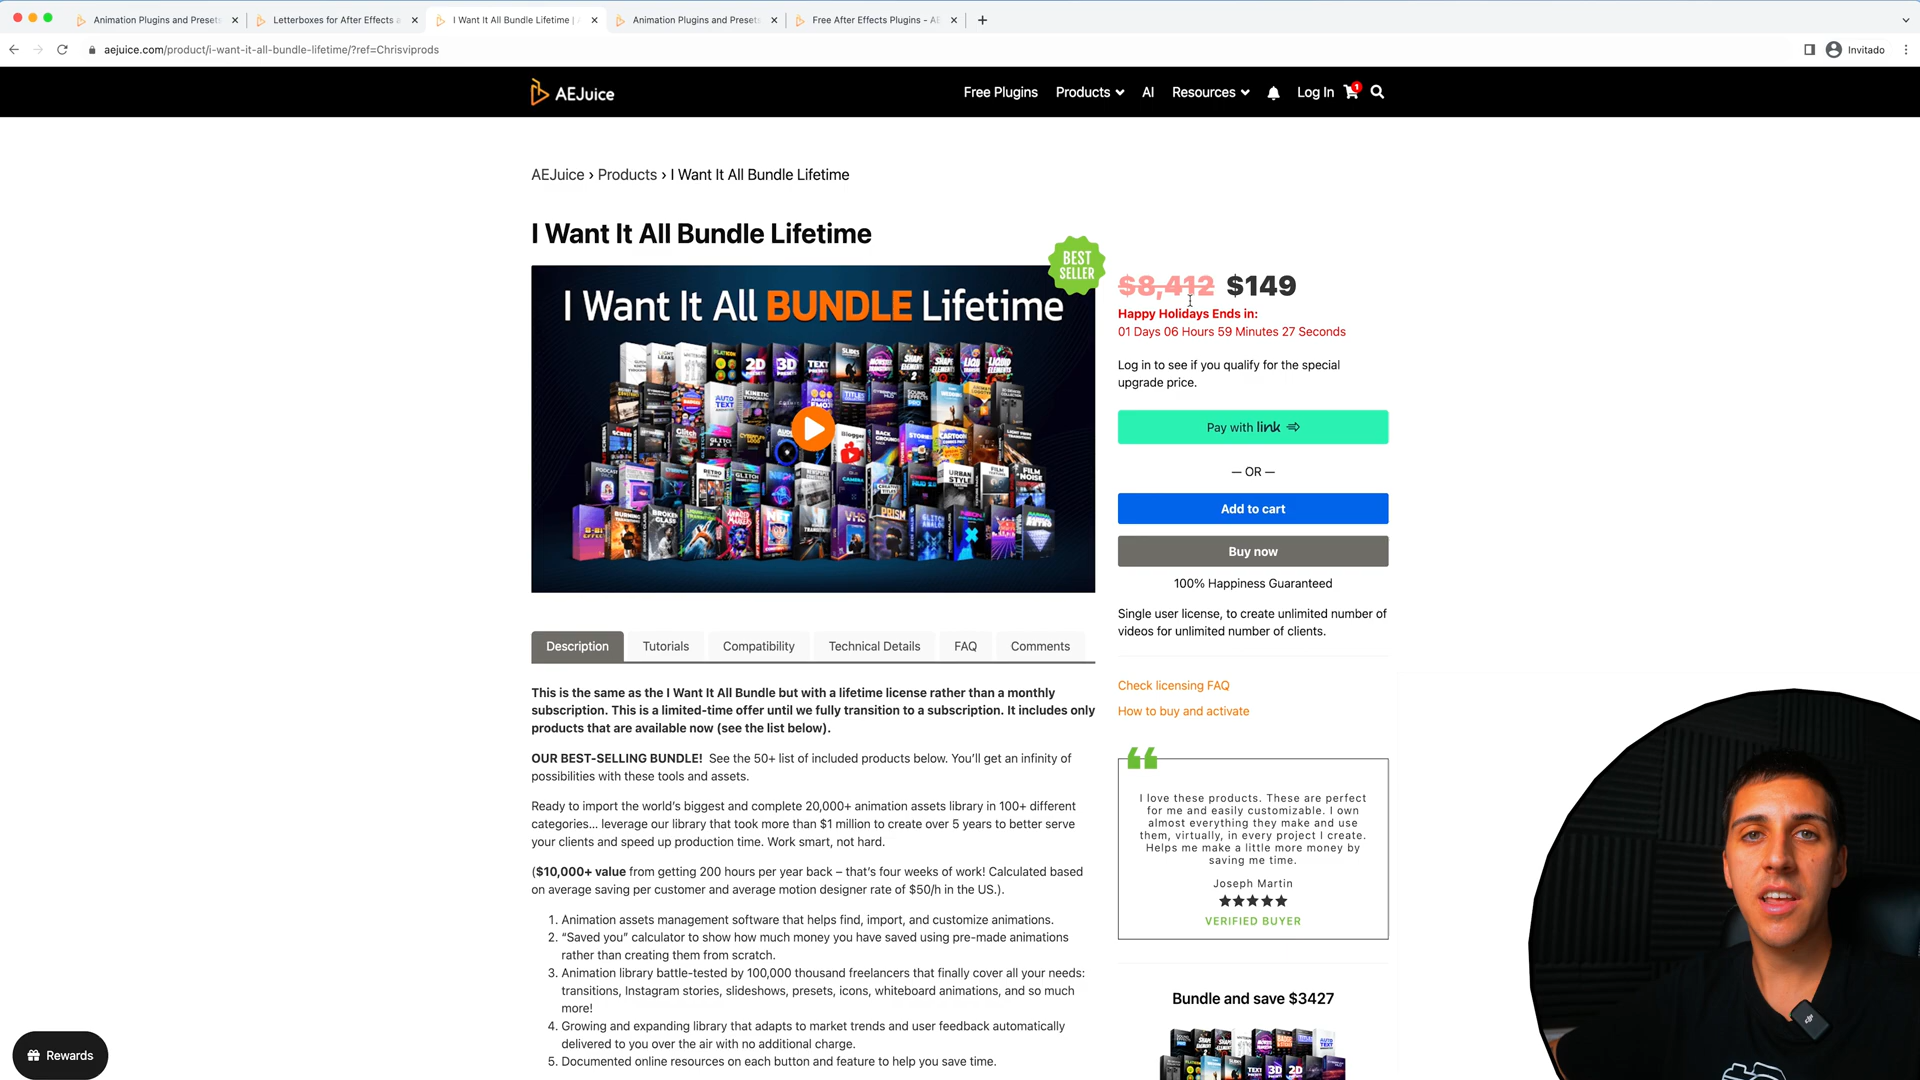 Animation Plugins and Presets
Letterboxes for After Effects a
I Want It All Bundle Lifetime |
Animation Plugins and Presets
Free After Effects Plugins - AE
aejuice.com/product/i-want-it-all-bundle-lifetime/?ref=Chrisviprods
Invitado
AEJuice
Free Plugins
Products
AI
Resources
Log In
1
AEJuice › Products › I Want It All Bundle Lifetime
I Want It All Bundle Lifetime
BEST
SELLER
I Want It All BUNDLE Lifetime
$8,412 $149
Happy Holidays Ends in:
01 Days 06 Hours 59 Minutes 27 Seconds
Log in to see if you qualify for the special
upgrade price.
Pay with link
— OR —
Add to cart
Buy now
100% Happiness Guaranteed
Single user license, to create unlimited number of
videos for unlimited number of clients.
Check licensing FAQ
How to buy and activate
Description
Tutorials
Compatibility
Technical Details
FAQ
Comments
This is the same as the I Want It All Bundle but with a lifetime license rather than a monthly
subscription. This is a limited-time offer until we fully transition to a subscription. It includes only
products that are available now (see the list below).
OUR BEST-SELLING BUNDLE! See the 50+ list of included products below. You'll get an infinity of
possibilities with these tools and assets.
Ready to import the world's biggest and complete 20,000+ animation assets library in 100+ different
categories... leverage our library that took more than $1 million to create over 5 years to better serve
your clients and speed up production time. Work smart, not hard.
($10,000+ value from getting 200 hours per year back – that's four weeks of work! Calculated based
on average saving per customer and average motion designer rate of $50/h in the US.).
1. Animation assets management software that helps find, import, and customize animations.
2. “Saved you” calculator to show how much money you have saved using pre-made animations
rather than creating them from scratch.
3. Animation library battle-tested by 100,000 thousand freelancers that finally cover all your needs:
transitions, Instagram stories, slideshows, presets, icons, whiteboard animations, and so much
more!
4. Growing and expanding library that adapts to market trends and user feedback automatically
delivered to you over the air with no additional charge.
5. Documented online resources on each button and feature to help you save time.
I love these products. These are perfect
for me and easily customizable. I own
almost everything they make and use
them, virtually, in every project I create.
Helps me make a little more money by
saving me time.
Joseph Martin
VERIFIED BUYER
Bundle and save $3427
Rewards